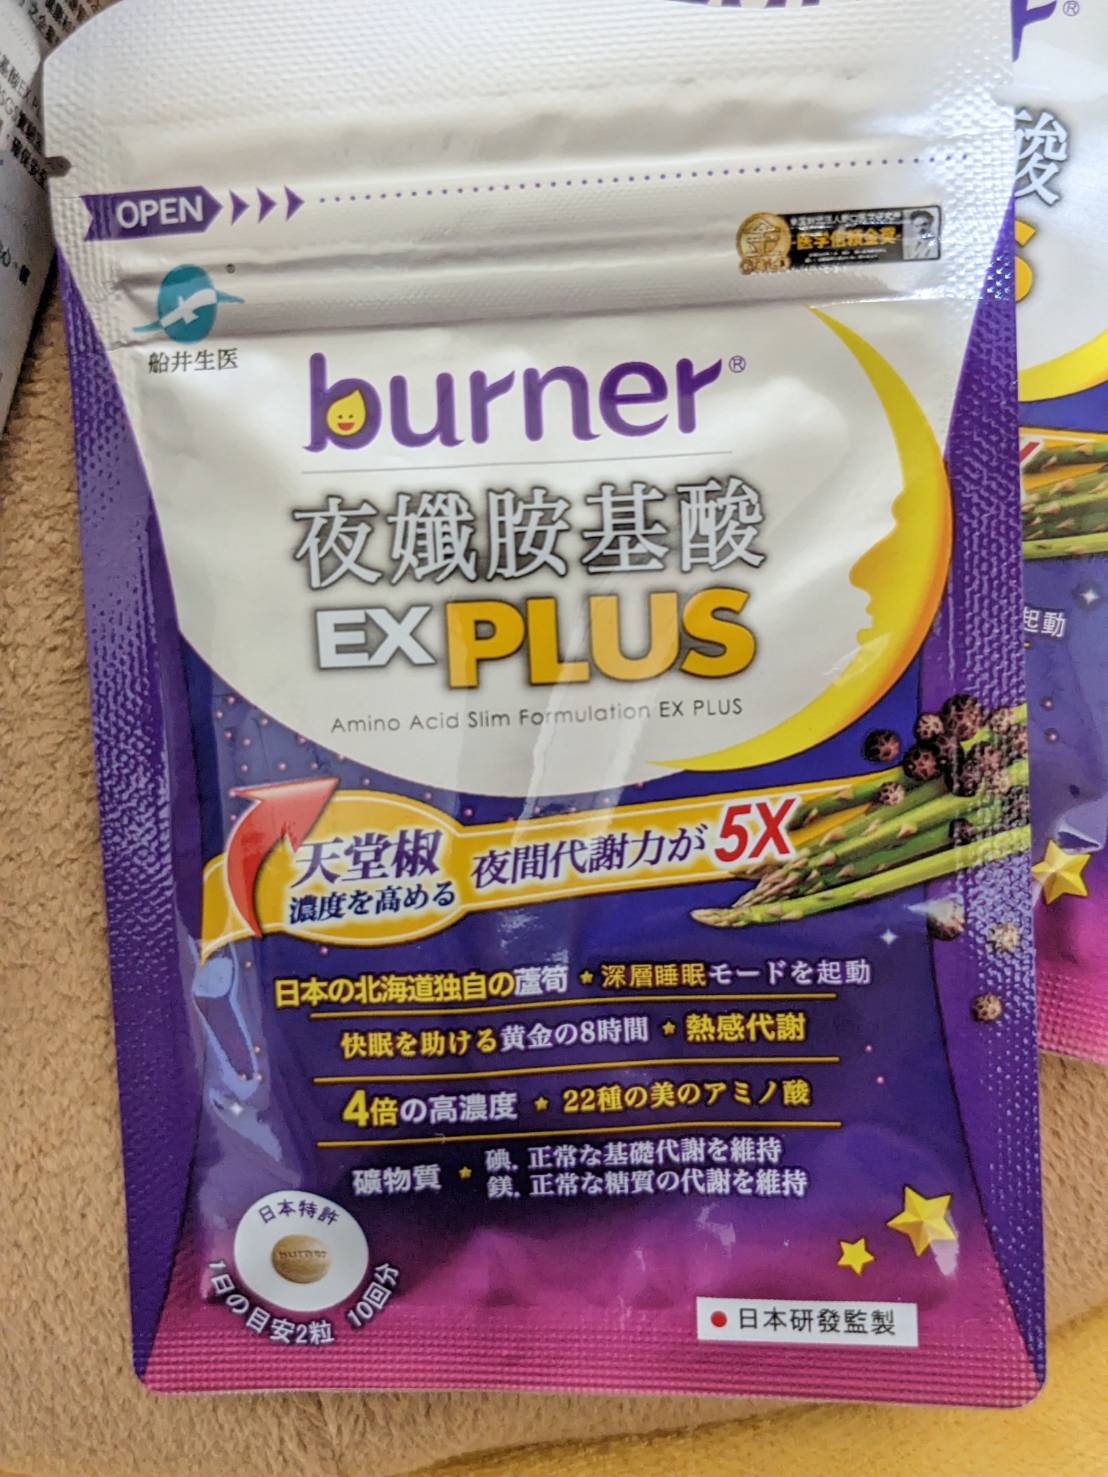 OPEN
船井生医
burner®
夜孅胺基酸
EX PLUS
Amino Acid Slim Formulation EX PLUS
天堂椒
濃度を高める
夜間代謝力が5X
日本の北海道独自の蘆筍★深層睡眠モードを起動
快眠を助ける黄金の8時間★熱感代謝
4倍の高濃度★22種の美のアミノ酸
礦物質★碘. 正常な基礎代謝を維持
鎂. 正常な糖質の代謝を維持
日本特許
burner
1日の目安2粒 10回分
日本研發監製
酸
起動